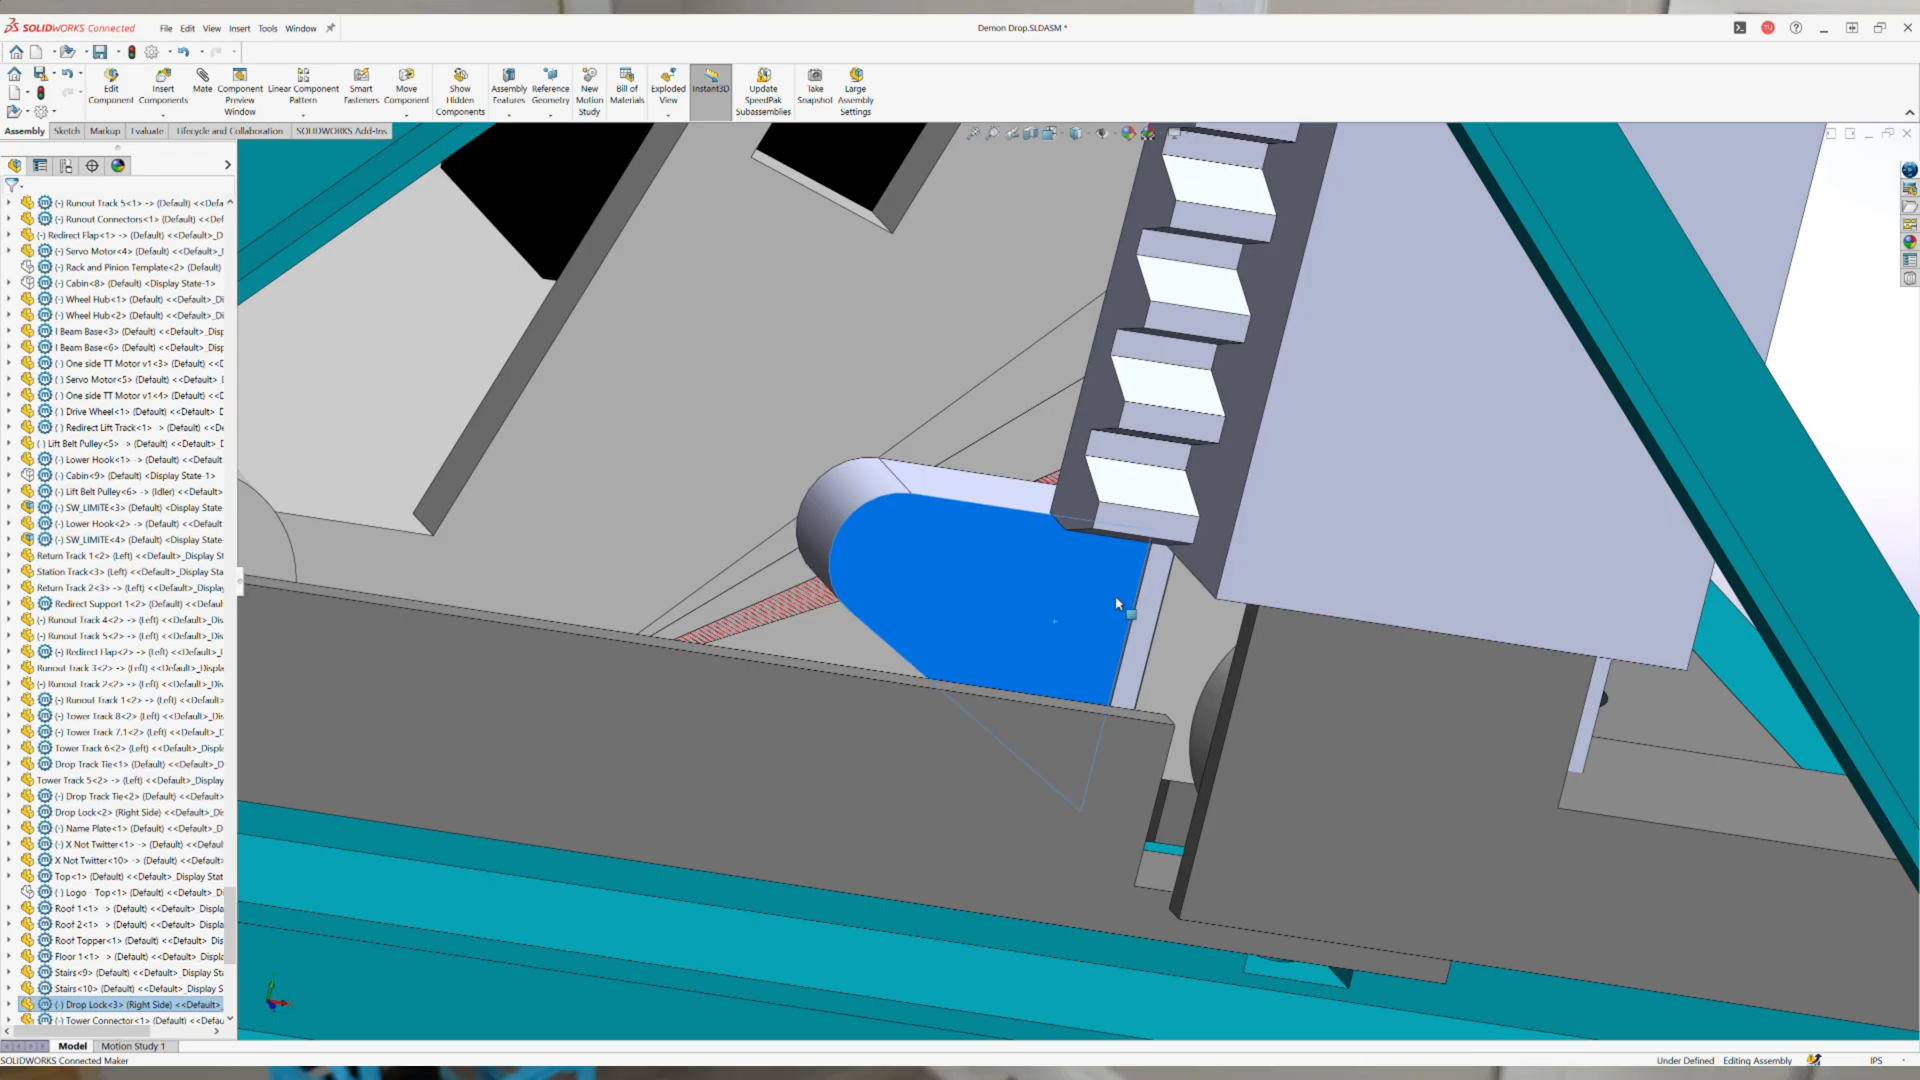 SOLIDWORKS Connected
File Edit View Insert Tools Window
Demon Drop.SLDASM *
Edit Component
Insert Components
Mate
Component Preview Window
Linear Component Pattern
Smart Fasteners
Move Component
Show Hidden Components
Assembly Features
Reference Geometry
New Motion Study
Bill of Materials
Exploded View
Instant3D
Update SpeedPak Subassemblies
Take Snapshot
Large Assembly Settings
Assembly Sketch Markup Evaluate Lifecycle and Collaboration SOLIDWORKS Add-Ins
Runout Track 5<1> -> (Default) <<Defa
(-) Runout Connectors<1> (Default) <<Def
(-) Redirect Flap<1> -> (Default) <<Default>_D
(-) Servo Motor<4> (Default) <<Default>_
(-) Rack and Pinion Template<2> (Default)
(-) Cabin<8> (Default) <Display State-1>
(-) Wheel Hub<1> (Default) <<Default>_Di
(-) Wheel Hub<2> (Default) <<Default>_Di
I Beam Base<3> (Default) <<Default>_Disp
I Beam Base<6> (Default) <<Default>_Disp
(-) One side TT Motor v1<3> (Default) <<D
(-) Servo Motor<5> (Default) <<Default>
(-) One side TT Motor v1<4> (Default) <<D
(-) Drive Wheel<1> (Default) <<Default>
(-) Redirect Lift Track<1> -> (Default) <<De
(-) Lift Belt Pulley<5> -> (Default) <<Default>
(-) Lower Hook<1> -> (Default) <<Default
(-) Cabin<9> (Default) <Display State-1>
(-) Lift Belt Pulley<6> -> (Idler) <<Default>
(-) SW_LIMITE<3> (Default) <Display State
(-) Lower Hook<2> -> (Default) <<Default
(-) SW_LIMITE<4> (Default) <Display State
Return Track 1<2> (Left) <<Default>_Display St
Station Track<3> (Left) <<Default>_Display Sta
Return Track 2<3> -> (Left) <<Default>_Display
Redirect Support 1<2> (Default) <<Default
(-) Runout Track 4<2> (Left) <<Default>_Dis
(-) Runout Track 5<2> (Left) <<Default>_Dis
(-) Redirect Flap<2> -> (Left) <<Default>_D
Runout Track 3<2> -> (Left) <<Default>_Displa
(-) Runout Track 2<2> (Left) <<Default>_Dis
(-) Runout Track 1<2> (Left) <<Default>_Dis
(-) Tower Track 8<2> (Left) <<Default>_Dis
(-) Tower Track 7.1<2> (Left) <<Default>_D
Tower Track 6<2> (Left) <<Default>_Displ
Drop Track Tie<1> (Default) <<Default>_D
Tower Track 5<2> -> (Left) <<Default>_Display
(-) Drop Track Tie<2> (Default) <<Default>
Drop Lock<2> (Right Side) <<Default>_Di
(-) Name Plate<1> (Default) <<Default>_D
(-) X Not Twitter<1> -> (Default) <<Defaul
X Not Twitter<10> -> (Default) <<Default>
Top<1> (Default) <<Default>_Display Stat
(-) Logo - Top<1> (Default) <<Default>_D
Roof 1<1> -> (Default) <<Default>_Displa
Roof 2<1> -> (Default) <<Default>_Displa
Roof Topper<1> (Default) <<Default>_Dis
Floor 1<1> -> (Default) <<Default>_Displa
Stairs<9> (Default) <<Default>_Display St
Stairs<10> (Default) <<Default>_Display S
(-) Drop Lock<3> (Right Side) <<Default>
(-) Tower Connector<1> (Default) <<Defau
Model Motion Study 1
SOLIDWORKS Connected Maker
Under Defined Editing Assembly IPS